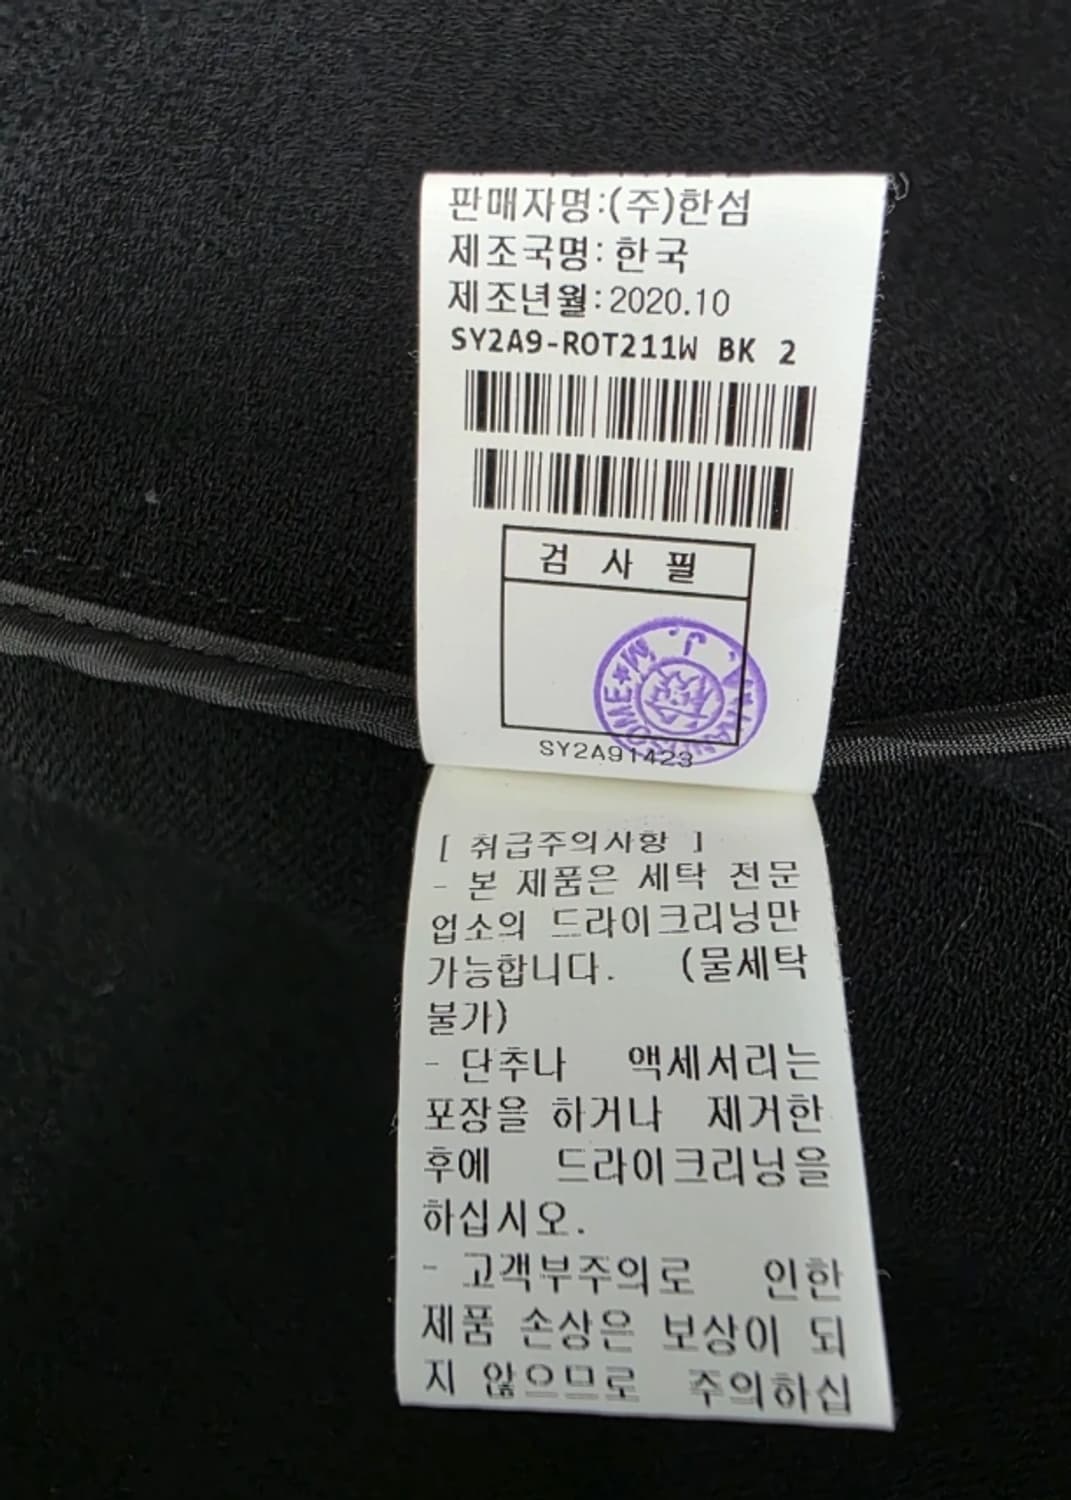 판매자명:(주)한섬
제조국명:한국
제조년월:2020.10
SY2A9-ROT211W BK 2
검 사 필
SY2A91423
[ 취급주의사항 ]
- 본 제품은 세탁 전문
업소의 드라이크리닝만
가능합니다. (물세탁
불가)
- 단추나 액세서리는
포장을 하거나 제거한
후에 드라이크리닝을
하십시오.
- 고객부주의로 인한
제품 손상은 보상이 되
지 않으므로 주의하십